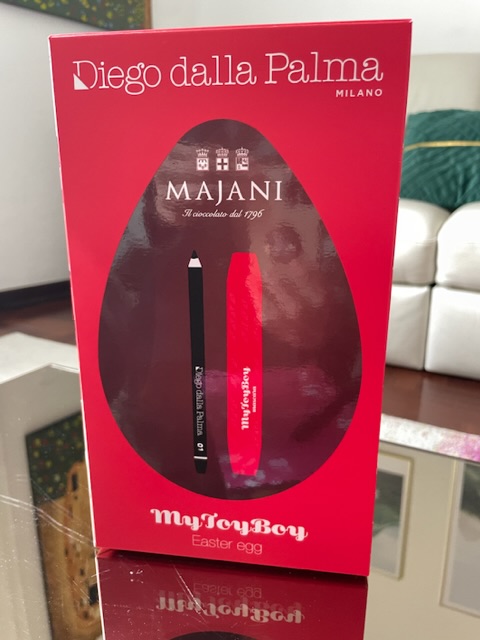 Diego dalla Palma
MILANO
MAJANI
Il cioccolato dal 1796
Diego dalla Palma
01
MyToyBoy
MyToyBoy
Easter egg